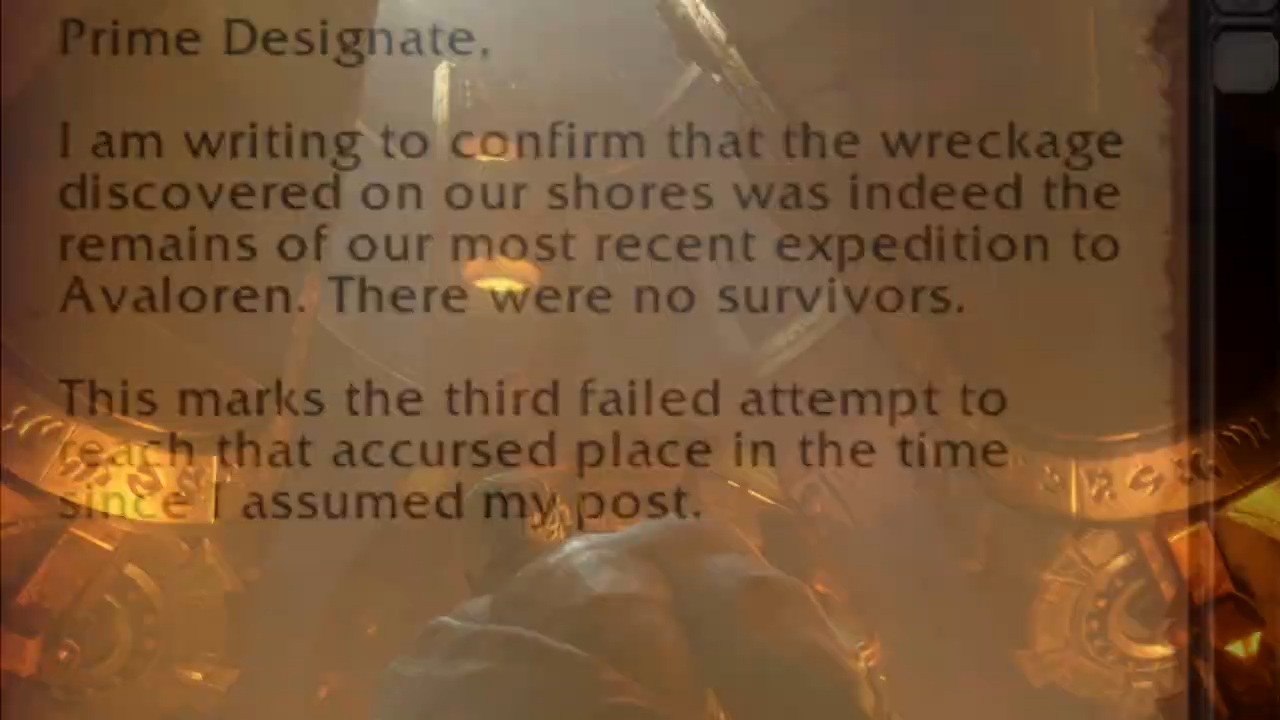 Prime Designate,
I am writing to confirm that the wreckage
discovered on our shores was indeed the
remains of our most recent expedition to
Avaloren. There were no survivors.
This marks the third failed attempt to
reach that accursed place in the time
since I assumed my post.